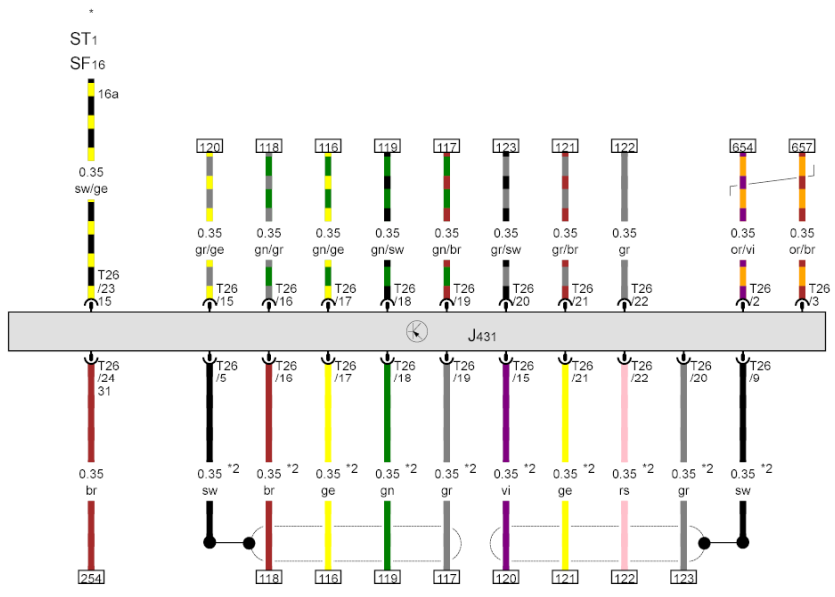 *
ST1
SF16
16a
120 118 116 119 117 123 121 122 654 657
0.35
sw/ge
0.35 0.35 0.35 0.35 0.35 0.35 0.35 0.35 0.35 0.35
gr/ge gn/gr gn/ge gn/sw gn/br gr/sw gr/br gr or/vi or/br
T26 T26 T26 T26 T26 T26 T26 T26 T26 T26 T26
/23 /15 /16 /17 /18 /19 /20 /21 /22 /2 /3
15
J431
T26 T26 T26 T26 T26 T26 T26 T26 T26 T26 T26
/24 /5 /16 /17 /18 /19 /15 /21 /22 /20 /9
31
0.35 0.35 *2 0.35 *2 0.35 *2 0.35 *2 0.35 *2 0.35 *2 0.35 *2 0.35 *2 0.35 *2 0.35 *2
br sw br ge gn gr vi ge rs gr sw
254 118 116 119 117 120 121 122 123